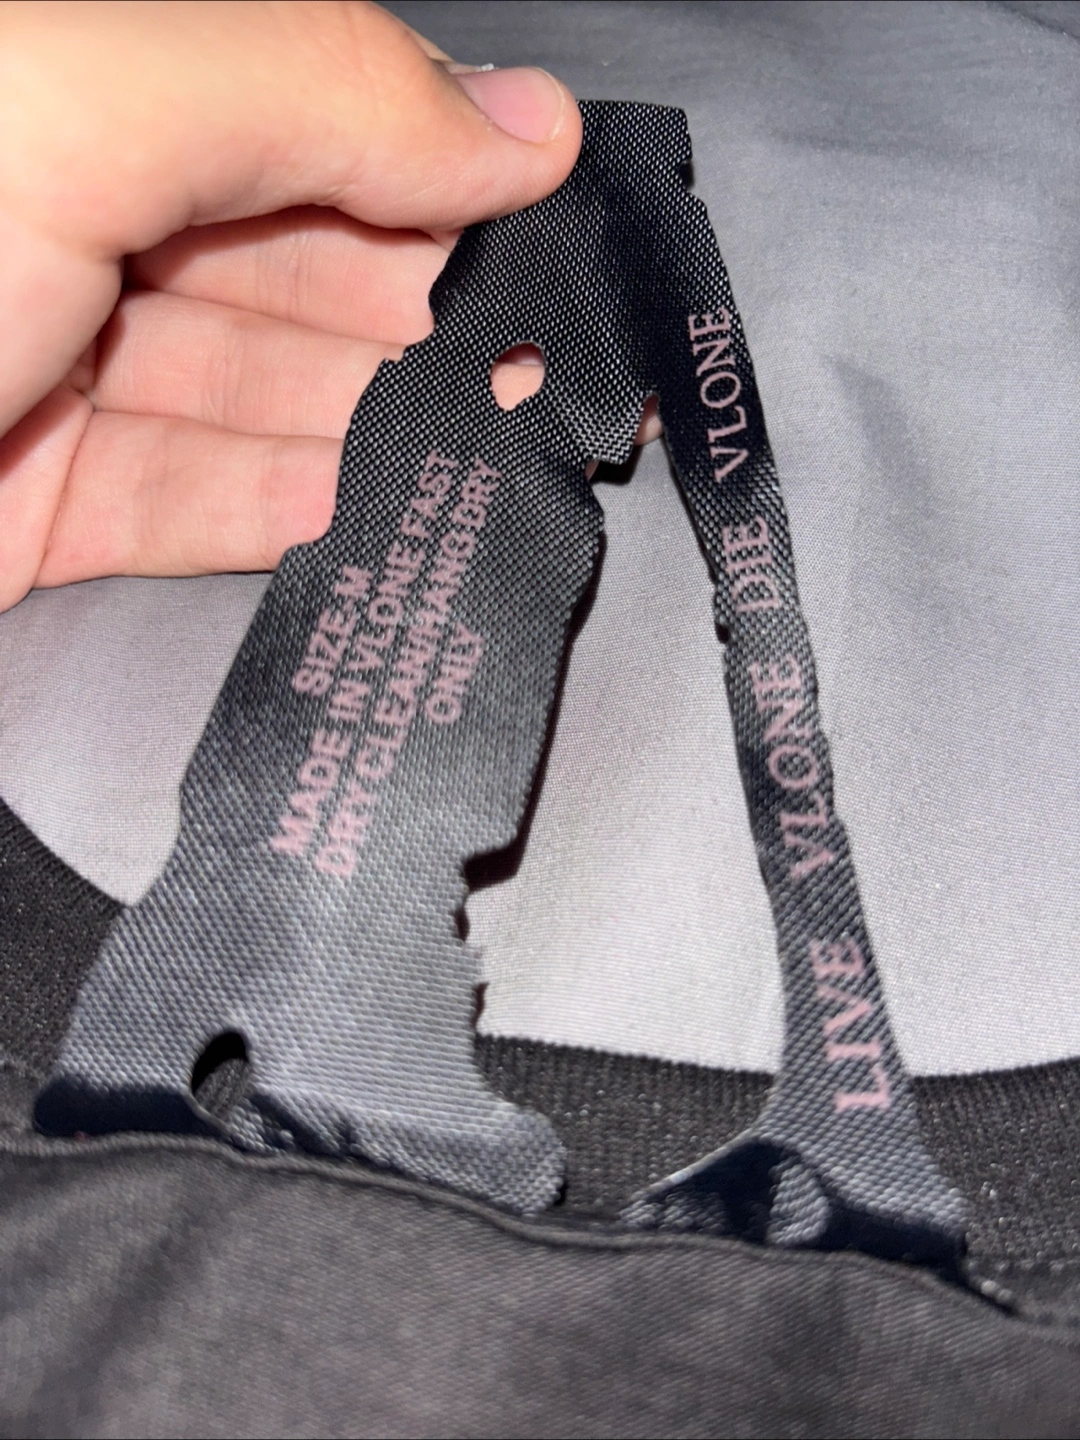 SIZE-M
MADE IN VLONE FAST
DRY CLEAN/HANG DRY
ONLY
LIVE VLONE DIE VLONE